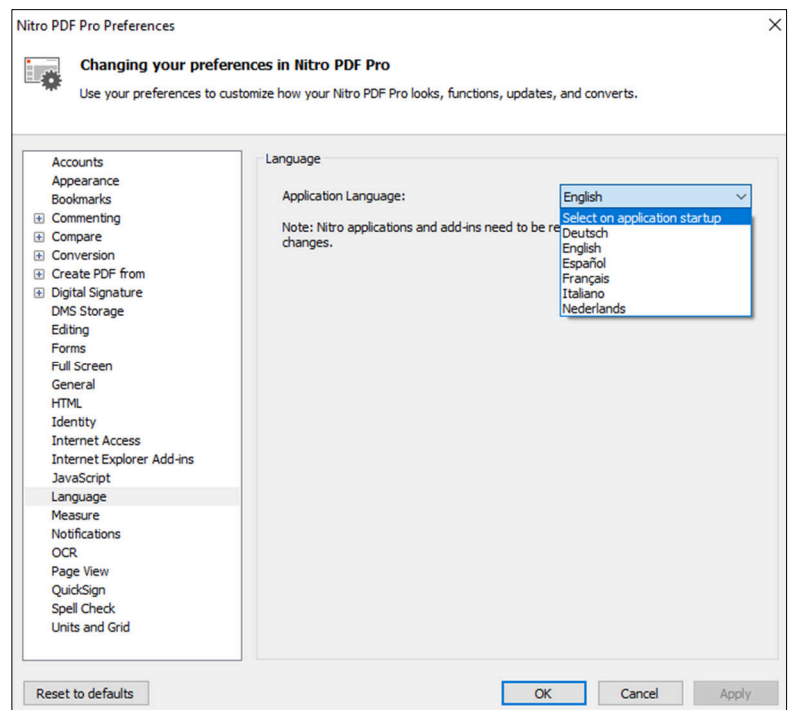 Nitro PDF Pro Preferences
Changing your preferences in Nitro PDF Pro
Use your preferences to customize how your Nitro PDF Pro looks, functions, updates, and converts.
Accounts
Appearance
Bookmarks
Commenting
Compare
Conversion
Create PDF from
Digital Signature
DMS Storage
Editing
Forms
Full Screen
General
HTML
Identity
Internet Access
Internet Explorer Add-ins
JavaScript
Language
Measure
Notifications
OCR
Page View
QuickSign
Spell Check
Units and Grid
Language
Application Language:
English
Note: Nitro applications and add-ins need to be re
changes.
Select on application startup
Deutsch
English
Español
Français
Italiano
Nederlands
Reset to defaults
OK
Cancel
Apply